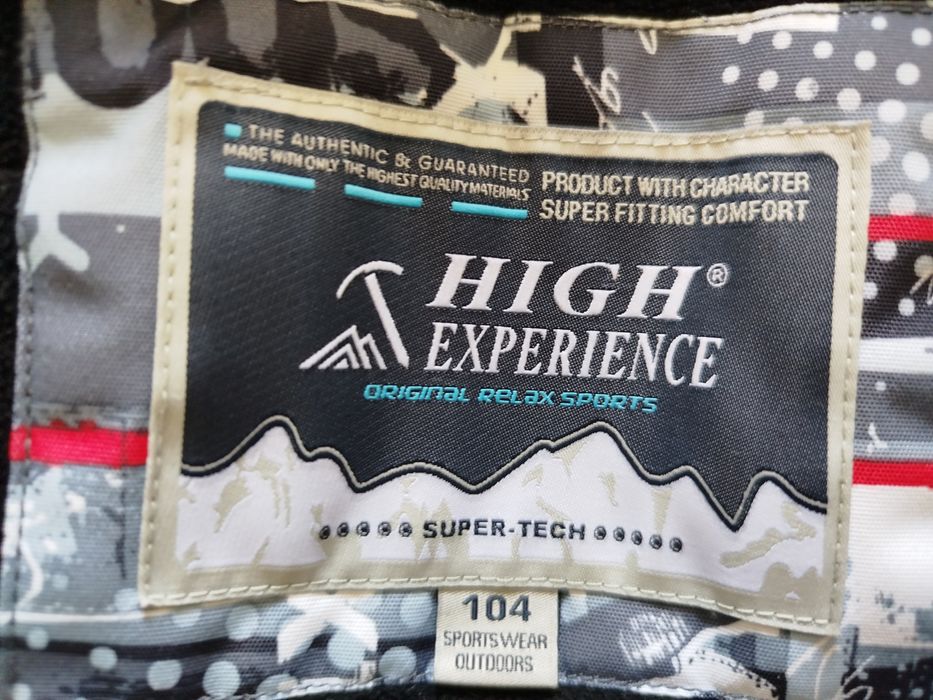 THE AUTHENTIC & GUARANTEED
MADE WITH ONLY THE HIGHEST QUALITY MATERIALS
PRODUCT WITH CHARACTER
SUPER FITTING COMFORT
HIGH®
EXPERIENCE
ORIGINAL RELAX SPORTS
SUPER-TECH
104
SPORTSWEAR
OUTDOORS